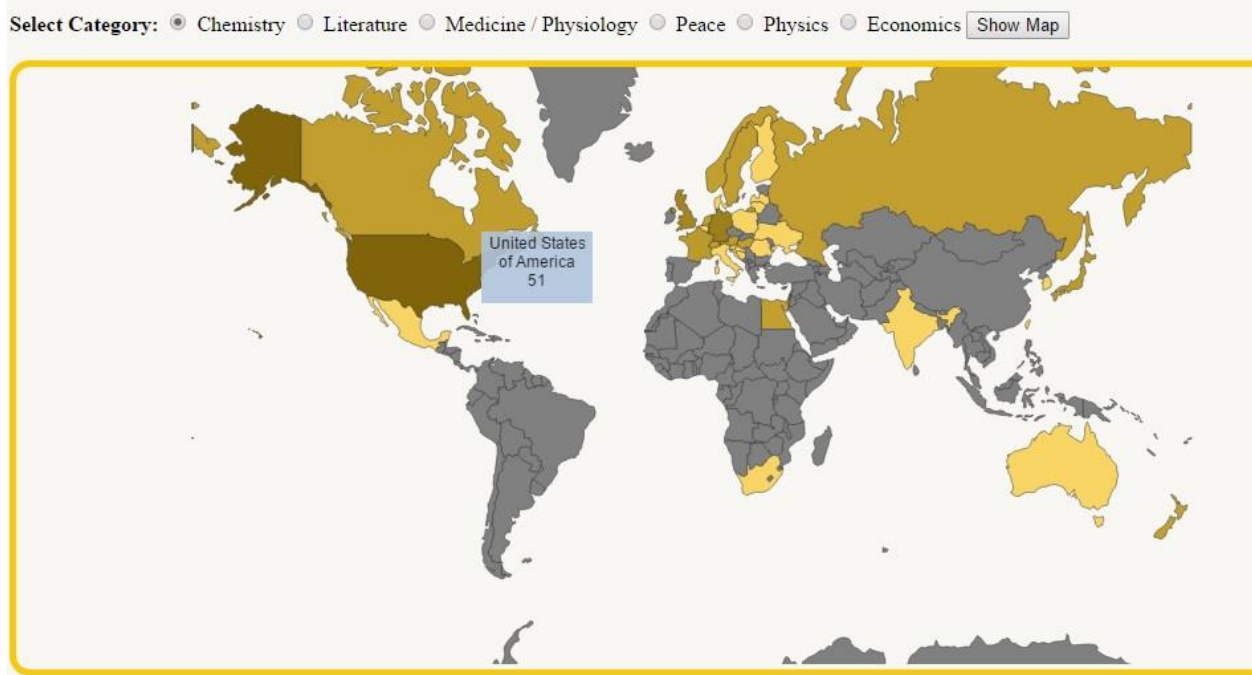 Select Category: Chemistry Literature Medicine / Physiology Peace Physics Economics Show Map
United States
of America
51